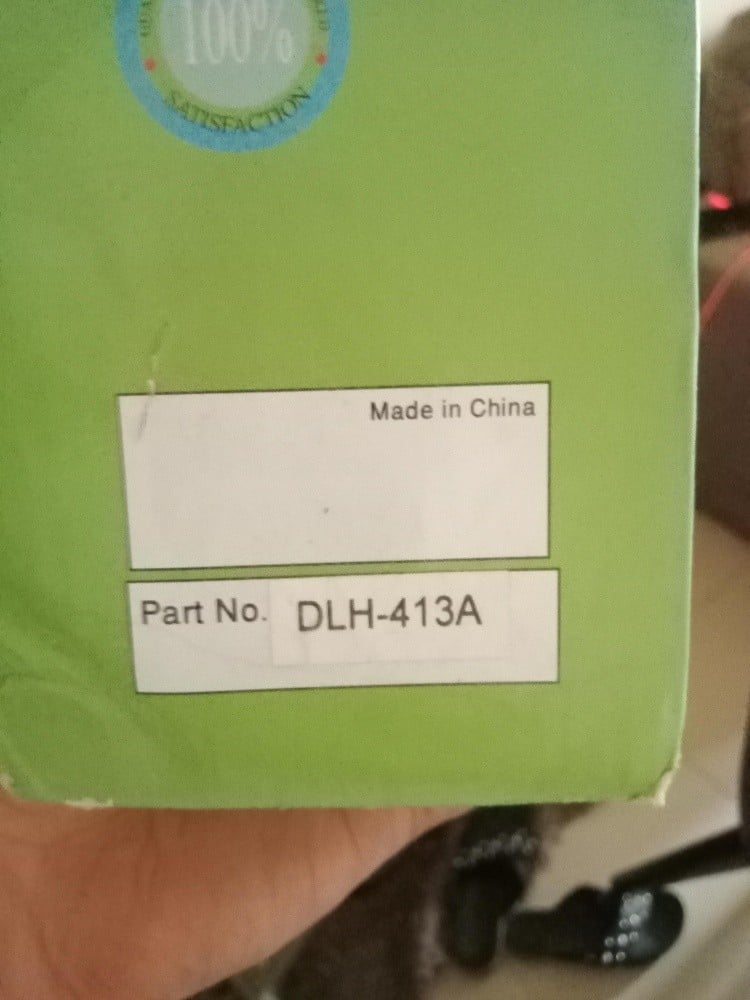 100%
SATISFACTION
Made in China
Part No. DLH-413A